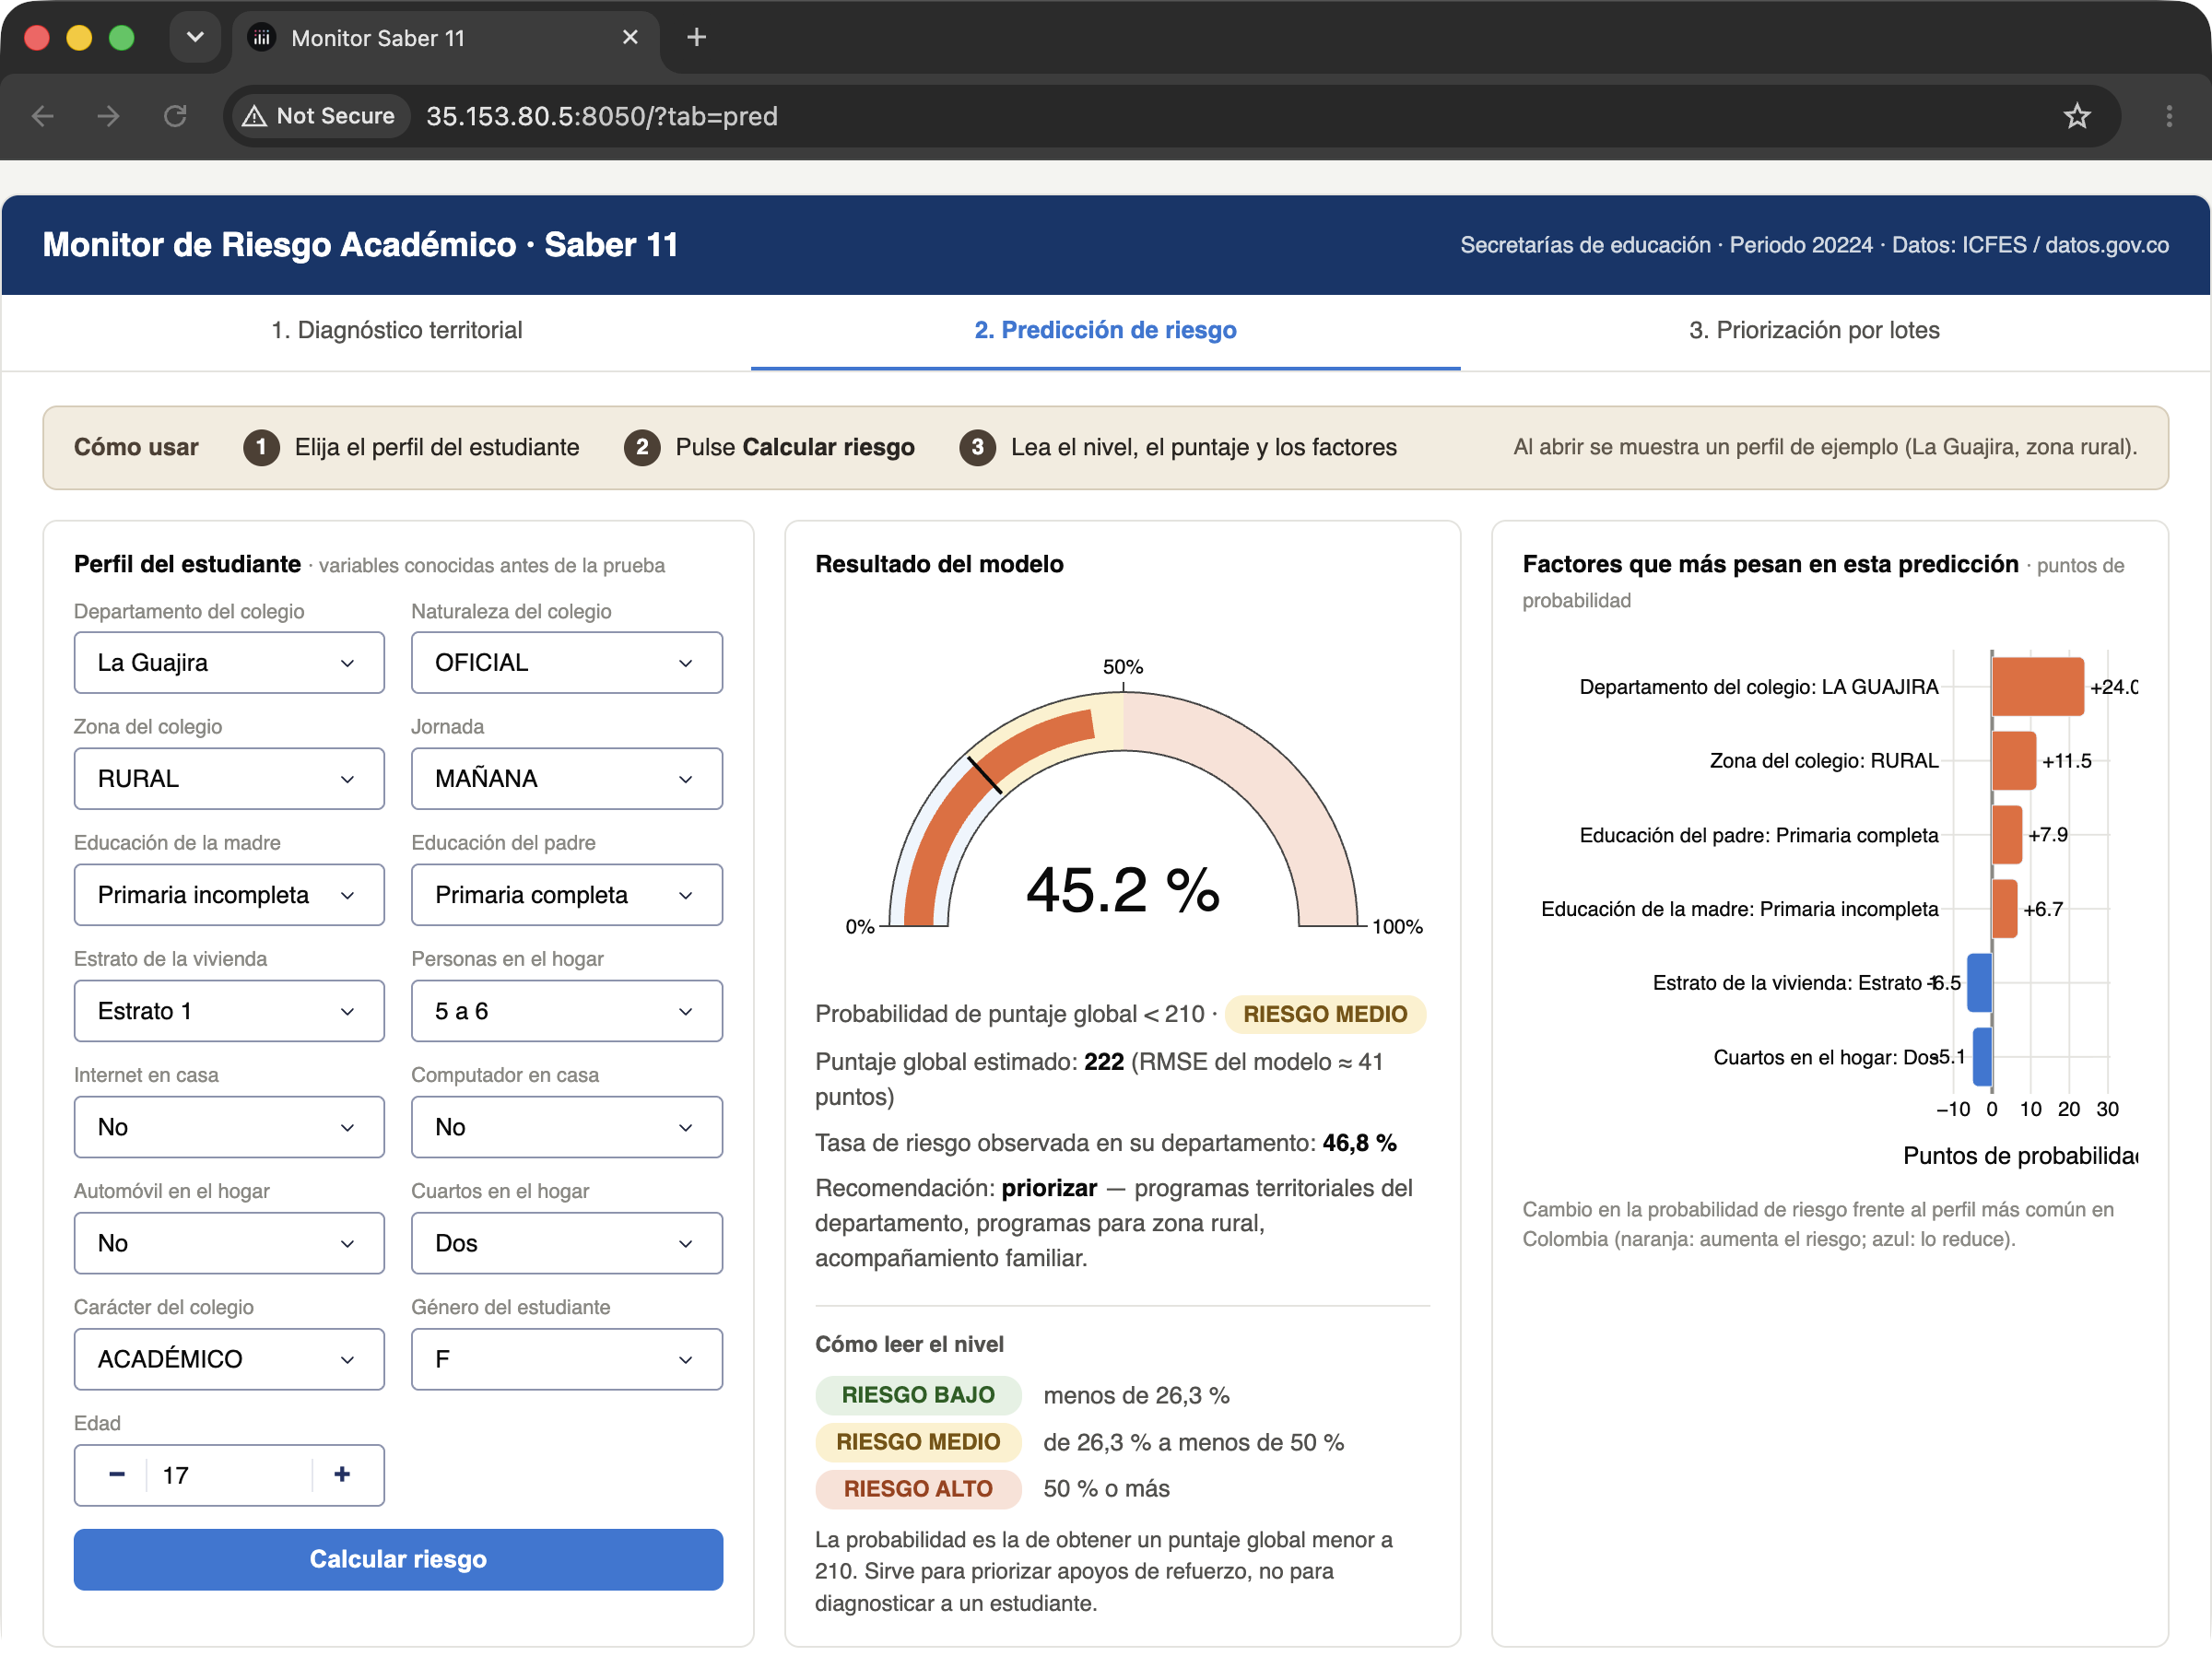 Monitor Saber 11
Not Secure 35.153.80.5:8050/?tab=pred
Monitor de Riesgo Académico · Saber 11
Secretarías de educación · Periodo 20224 · Datos: ICFES / datos.gov.co
1. Diagnóstico territorial
2. Predicción de riesgo
3. Priorización por lotes
Cómo usar
1 Elija el perfil del estudiante
2 Pulse Calcular riesgo
3 Lea el nivel, el puntaje y los factores
Al abrir se muestra un perfil de ejemplo (La Guajira, zona rural).
Perfil del estudiante · variables conocidas antes de la prueba
Departamento del colegio
La Guajira
Naturaleza del colegio
OFICIAL
Zona del colegio
RURAL
Jornada
MAÑANA
Educación de la madre
Primaria incompleta
Educación del padre
Primaria completa
Estrato de la vivienda
Estrato 1
Personas en el hogar
5 a 6
Internet en casa
No
Computador en casa
No
Automóvil en el hogar
No
Cuartos en el hogar
Dos
Carácter del colegio
ACADÉMICO
Género del estudiante
F
Edad
− 17 +
Calcular riesgo
Resultado del modelo
50%
0%
100%
45.2 %
Probabilidad de puntaje global < 210 · RIESGO MEDIO
Puntaje global estimado: 222 (RMSE del modelo ≈ 41
puntos)
Tasa de riesgo observada en su departamento: 46,8 %
Recomendación: priorizar — programas territoriales del
departamento, programas para zona rural,
acompañamiento familiar.
Cómo leer el nivel
RIESGO BAJO menos de 26,3 %
RIESGO MEDIO de 26,3 % a menos de 50 %
RIESGO ALTO 50 % o más
La probabilidad es la de obtener un puntaje global menor a
210. Sirve para priorizar apoyos de refuerzo, no para
diagnosticar a un estudiante.
Factores que más pesan en esta predicción · puntos de
probabilidad
Departamento del colegio: LA GUAJIRA +24.0
Zona del colegio: RURAL +11.5
Educación del padre: Primaria completa +7.9
Educación de la madre: Primaria incompleta +6.7
Estrato de la vivienda: Estrato 1 −6.5
Cuartos en el hogar: Dos −5.1
−10 0 10 20 30
Puntos de probabilidad
Cambio en la probabilidad de riesgo frente al perfil más común en
Colombia (naranja: aumenta el riesgo; azul: lo reduce).